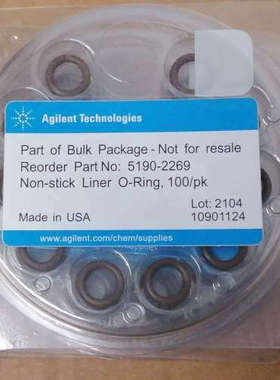 Agilent Technologies
Part of Bulk Package - Not for resale
Reorder Part No: 5190-2269
Non-stick Liner O-Ring, 100/pk
Lot: 2104
Made in USA 10901124
www.agilent.com/chem/supplies